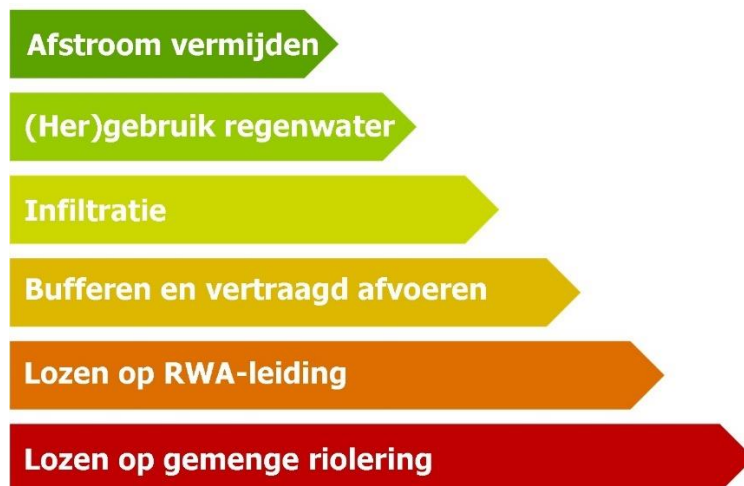 Afstroom vermijden
(Her)gebruik regenwater
Infiltratie
Bufferen en vertraagd afvoeren
Lozen op RWA-leiding
Lozen op gemenge riolering